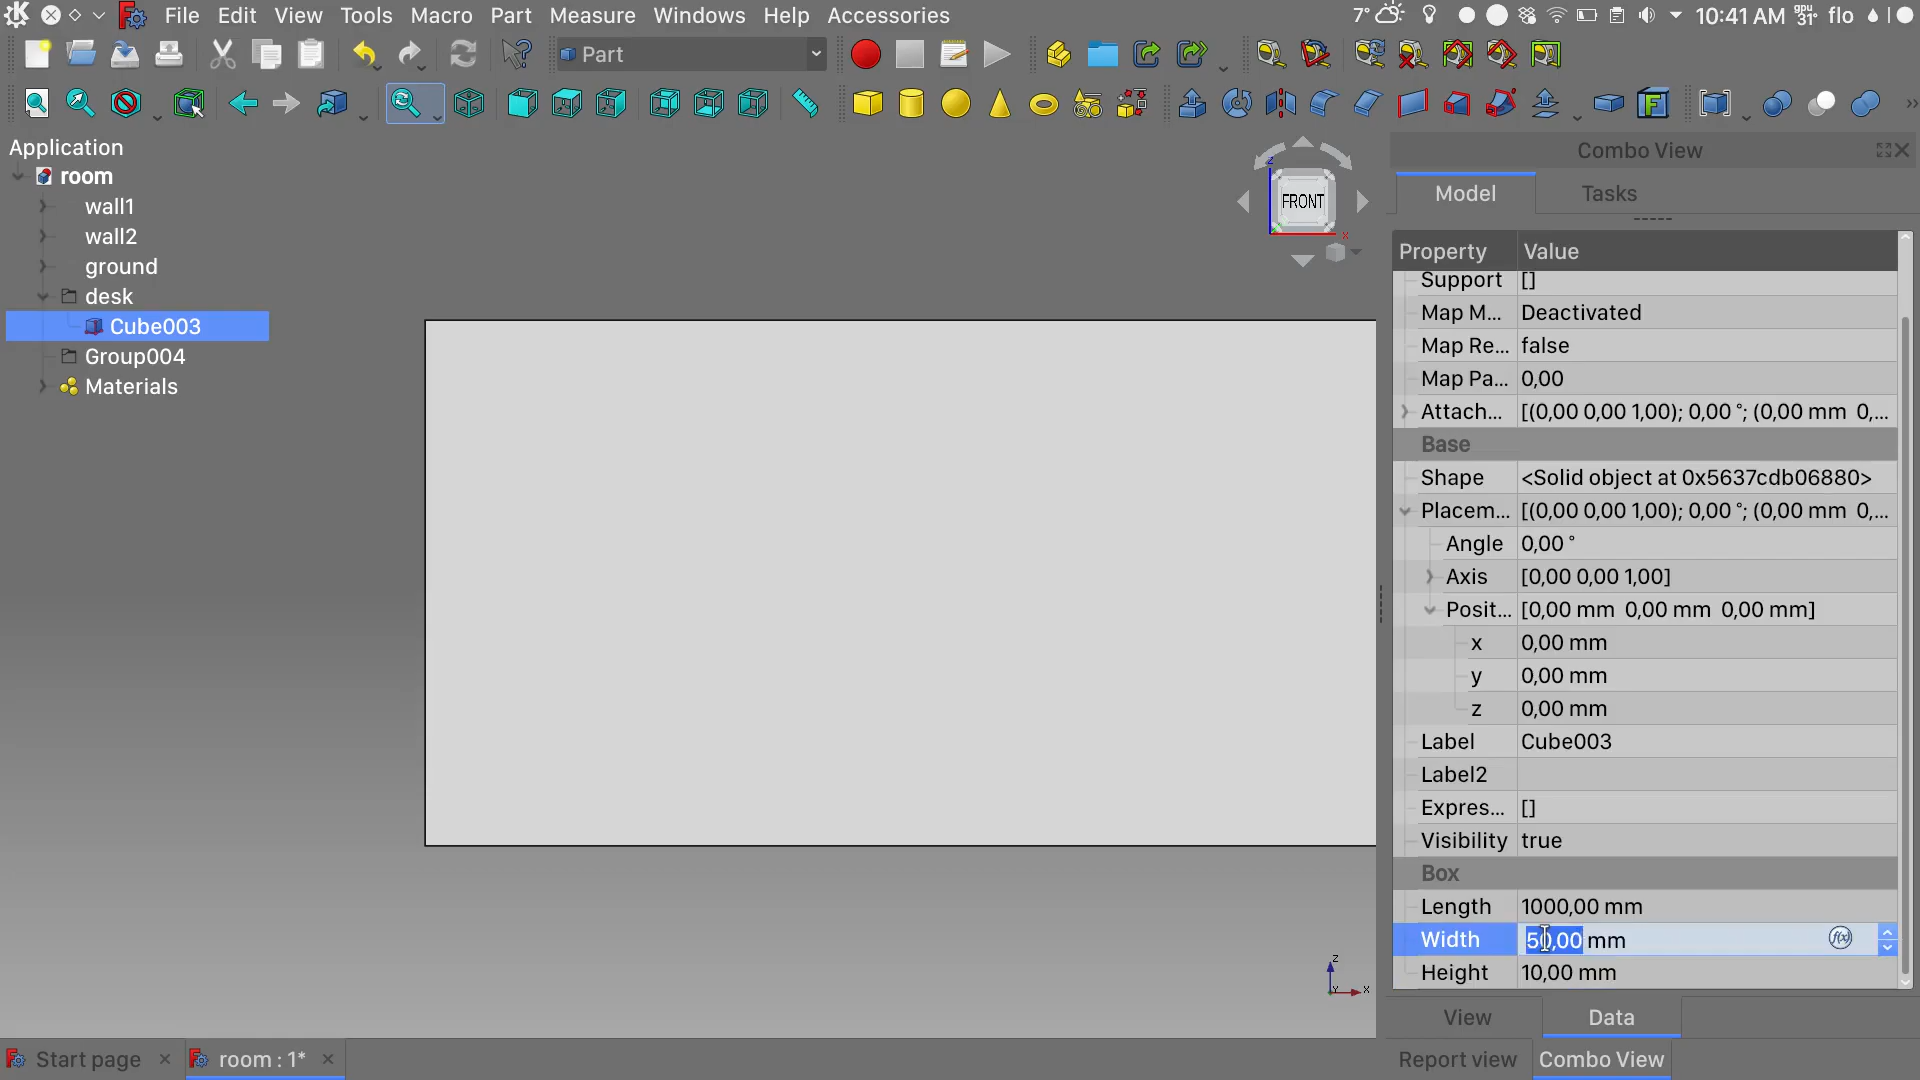 File Edit View Tools Macro Part Measure Windows Help Accessories
7° 10:41 AM gpu 31° flo
Part
Application
room
wall1
wall2
ground
desk
Cube003
Group004
Materials
z
FRONT
x
Combo View
Model Tasks
Property Value
Support []
Map M... Deactivated
Map Re... false
Map Pa... 0,00
Attach... [(0,00 0,00 1,00); 0,00 °; (0,00 mm 0,...
Base
Shape <Solid object at 0x5637cdb06880>
Placem... [(0,00 0,00 1,00); 0,00 °; (0,00 mm 0,...
Angle 0,00 °
Axis [0,00 0,00 1,00]
Posit... [0,00 mm 0,00 mm 0,00 mm]
x 0,00 mm
y 0,00 mm
z 0,00 mm
Label Cube003
Label2
Expres... []
Visibility true
Box
Length 1000,00 mm
Width 50,00 mm f(x)
Height 10,00 mm
z
Y x
View Data
Start page room : 1*
Report view Combo View